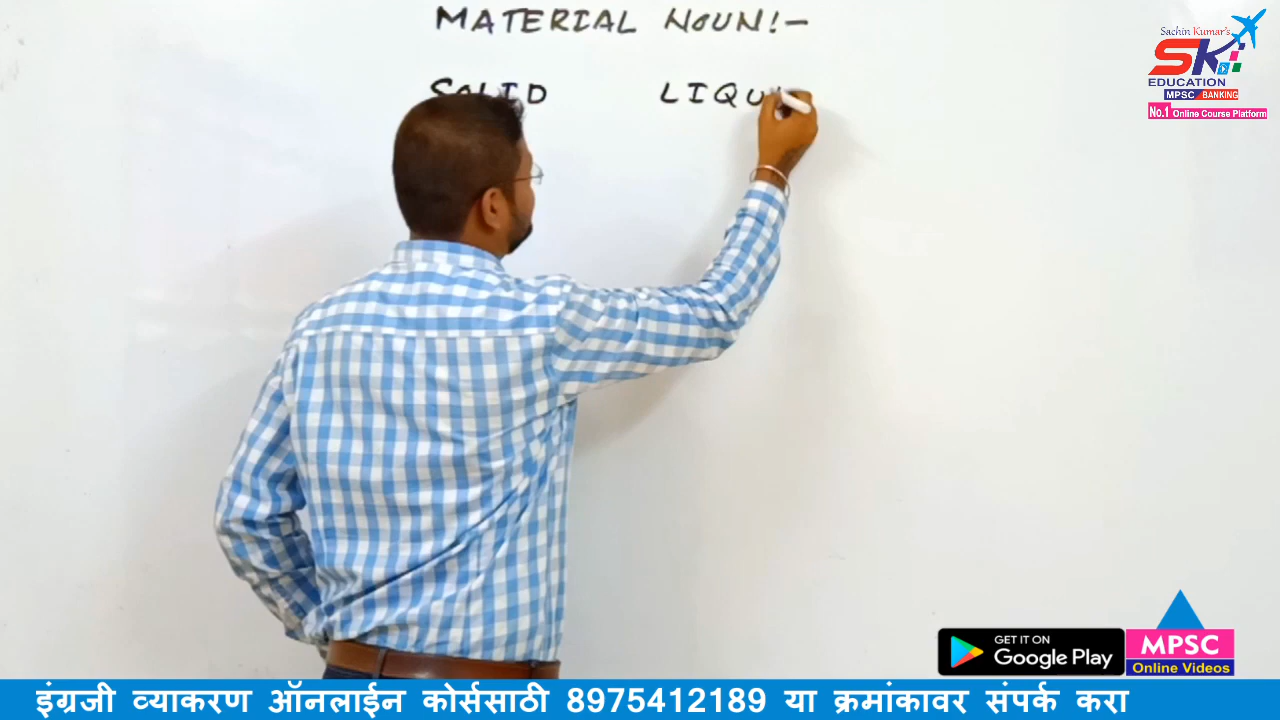 MATERIAL NOUN!-
SOLID LIQU
Sachin Kumar's
SK
EDUCATION
MPSC BANKING
No.1 Online Course Platform
GET IT ON
Google Play
MPSC
Online Videos
इंग्रजी व्याकरण ऑनलाईन कोर्ससाठी 8975412189 या क्रमांकावर संपर्क करा